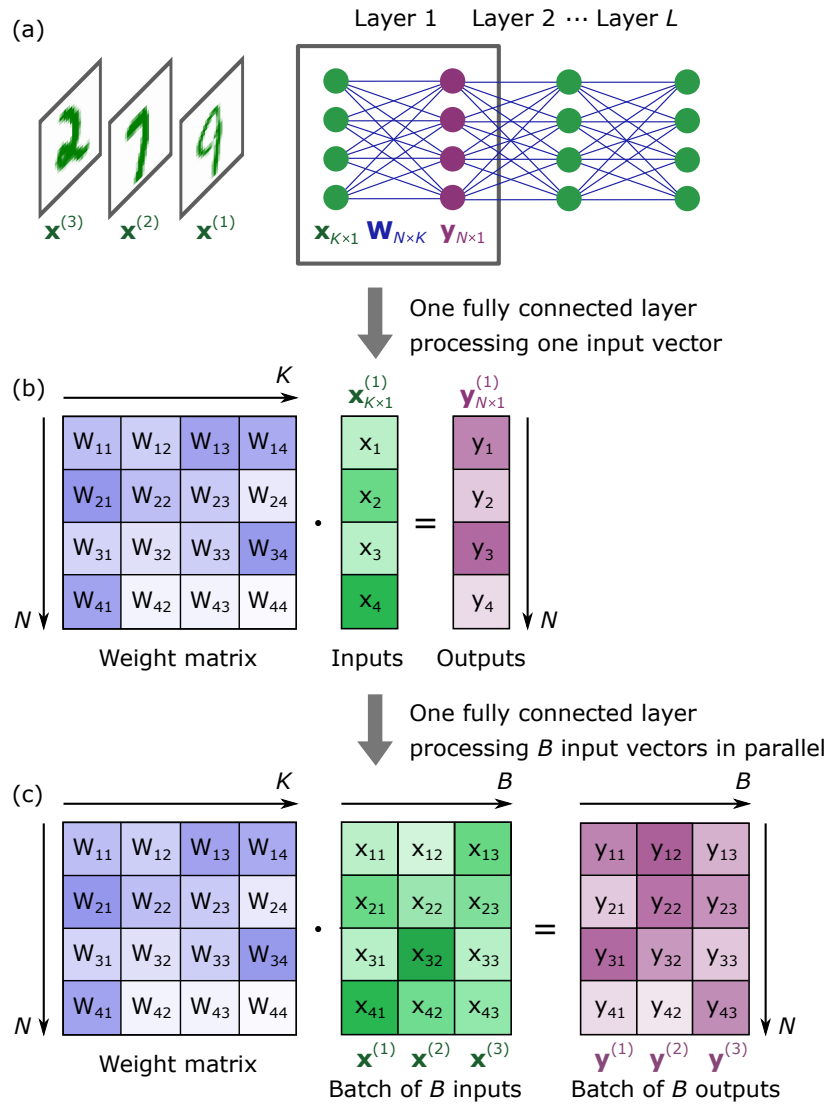 (a)
Layer 1 Layer 2 ··· Layer L
x(3) x(2) x(1)
xK×1 WN×K yN×1
One fully connected layer
processing one input vector
(b)
K x(1)K×1 y(1)N×1
W11 W12 W13 W14 x1 y1
W21 W22 W23 W24 x2 y2
· =
W31 W32 W33 W34 x3 y3
W41 W42 W43 W44 x4 y4
N N
Weight matrix Inputs Outputs
One fully connected layer
processing B input vectors in parallel
(c)
K B B
W11 W12 W13 W14 x11 x12 x13 y11 y12 y13
W21 W22 W23 W24 x21 x22 x23 y21 y22 y23
· =
W31 W32 W33 W34 x31 x32 x33 y31 y32 y33
W41 W42 W43 W44 x41 x42 x43 y41 y42 y43
N N
x(1) x(2) x(3) y(1) y(2) y(3)
Weight matrix Batch of B inputs Batch of B outputs
2 7 9